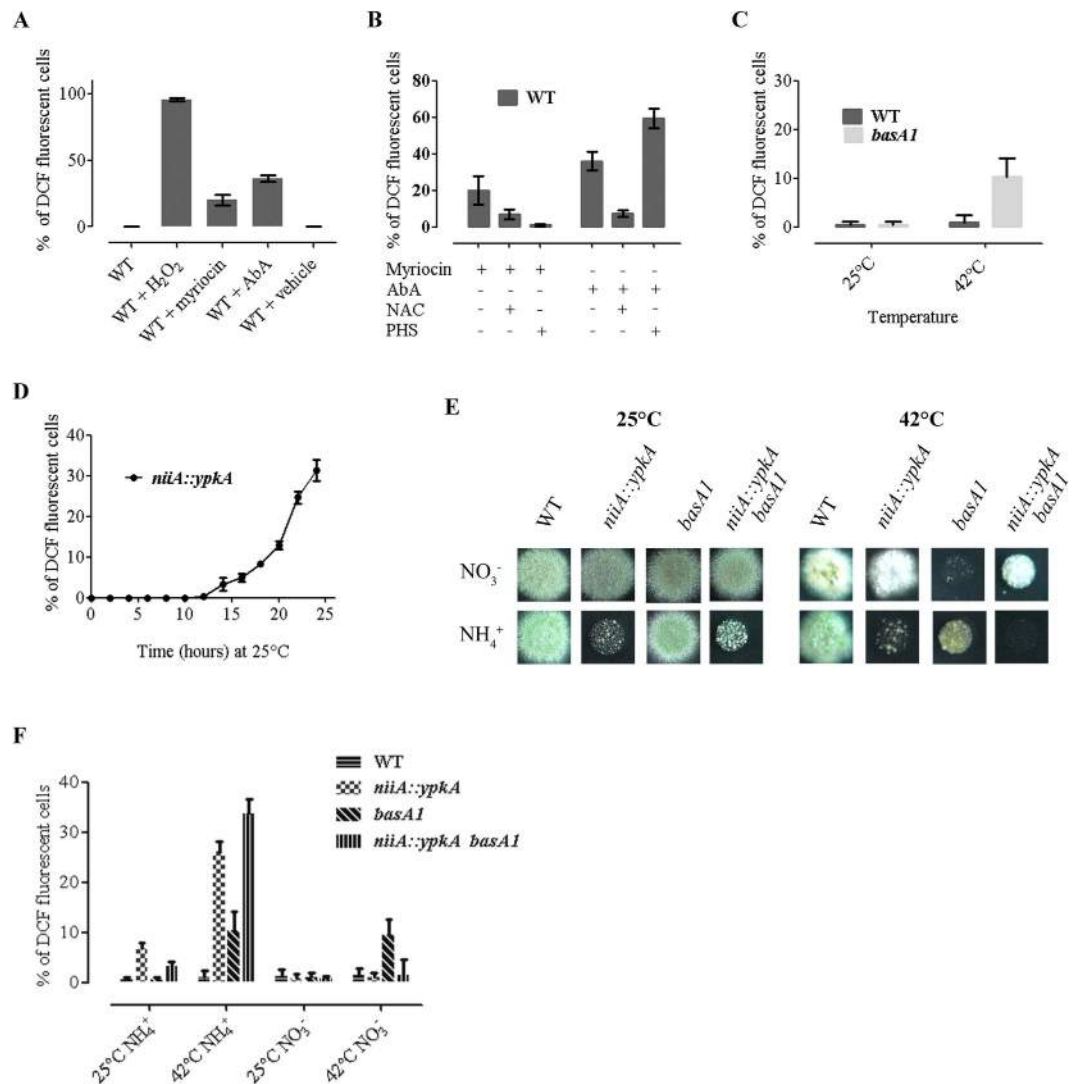 A
% of DCF fluorescent cells
100
50
0
WT
WT + H₂O₂
WT + myriocin
WT + AbA
WT + vehicle
B
% of DCF fluorescent cells
80
60
40
20
0
WT
Myriocin + + + - - -
AbA - - - + + +
NAC - + - - + -
PHS - - + - - +
C
% of DCF fluorescent cells
30
20
10
0
WT
basA1
25°C
42°C
Temperature
D
% of DCF fluorescent cells
40
30
20
10
0
niiA::ypkA
0 5 10 15 20 25
Time (hours) at 25°C
E
25°C 42°C
WT niiA::ypkA basA1 niiA::ypkA basA1 WT niiA::ypkA basA1 niiA::ypkA basA1
NO₃⁻
NH₄⁺
F
% of DCF fluorescent cells
40
30
20
10
0
WT
niiA::ypkA
basA1
niiA::ypkA basA1
25°C NH₄⁺
42°C NH₄⁺
25°C NO₃⁻
42°C NO₃⁻